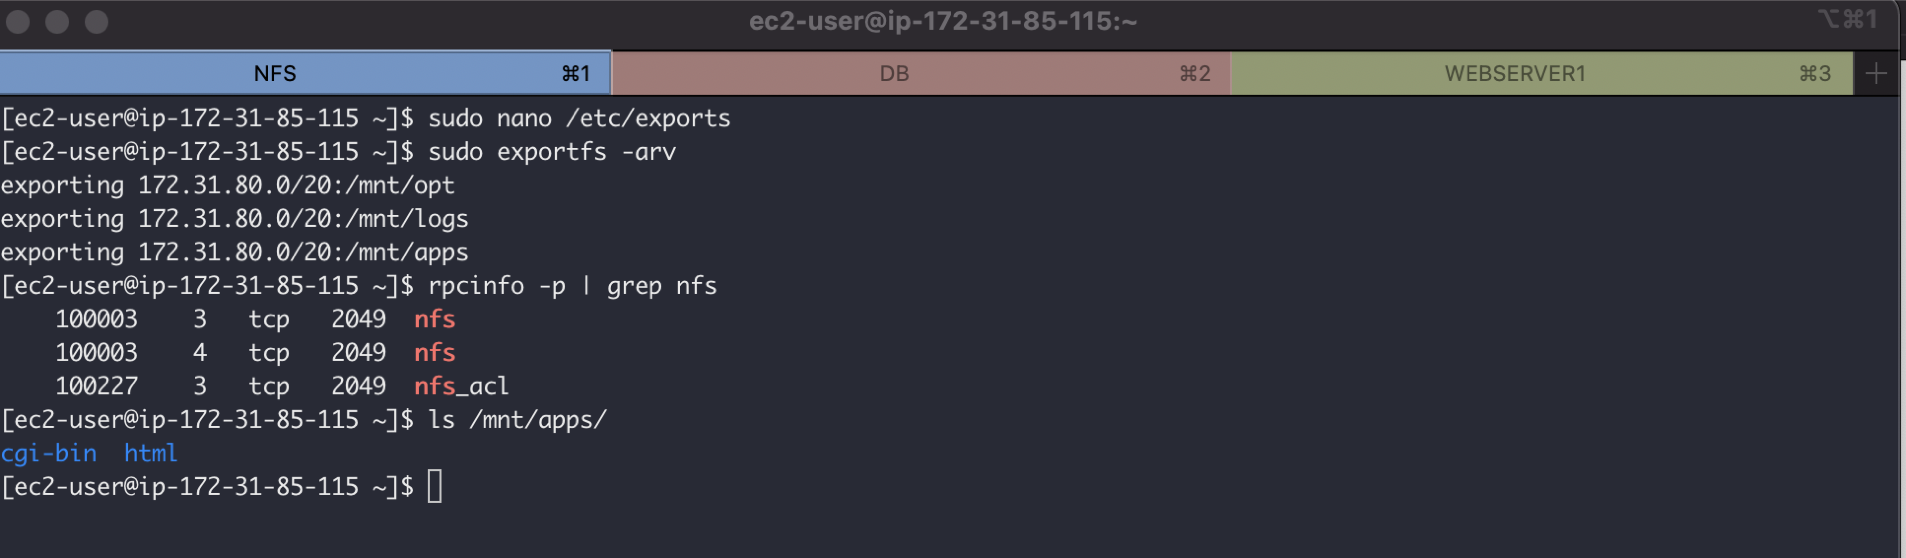 ec2-user@ip-172-31-85-115:~ ⌥⌘1
NFS ⌘1 DB ⌘2 WEBSERVER1 ⌘3 +
[ec2-user@ip-172-31-85-115 ~]$ sudo nano /etc/exports
[ec2-user@ip-172-31-85-115 ~]$ sudo exportfs -arv
exporting 172.31.80.0/20:/mnt/opt
exporting 172.31.80.0/20:/mnt/logs
exporting 172.31.80.0/20:/mnt/apps
[ec2-user@ip-172-31-85-115 ~]$ rpcinfo -p | grep nfs
    100003    3   tcp   2049  nfs
    100003    4   tcp   2049  nfs
    100227    3   tcp   2049  nfs_acl
[ec2-user@ip-172-31-85-115 ~]$ ls /mnt/apps/
cgi-bin  html
[ec2-user@ip-172-31-85-115 ~]$